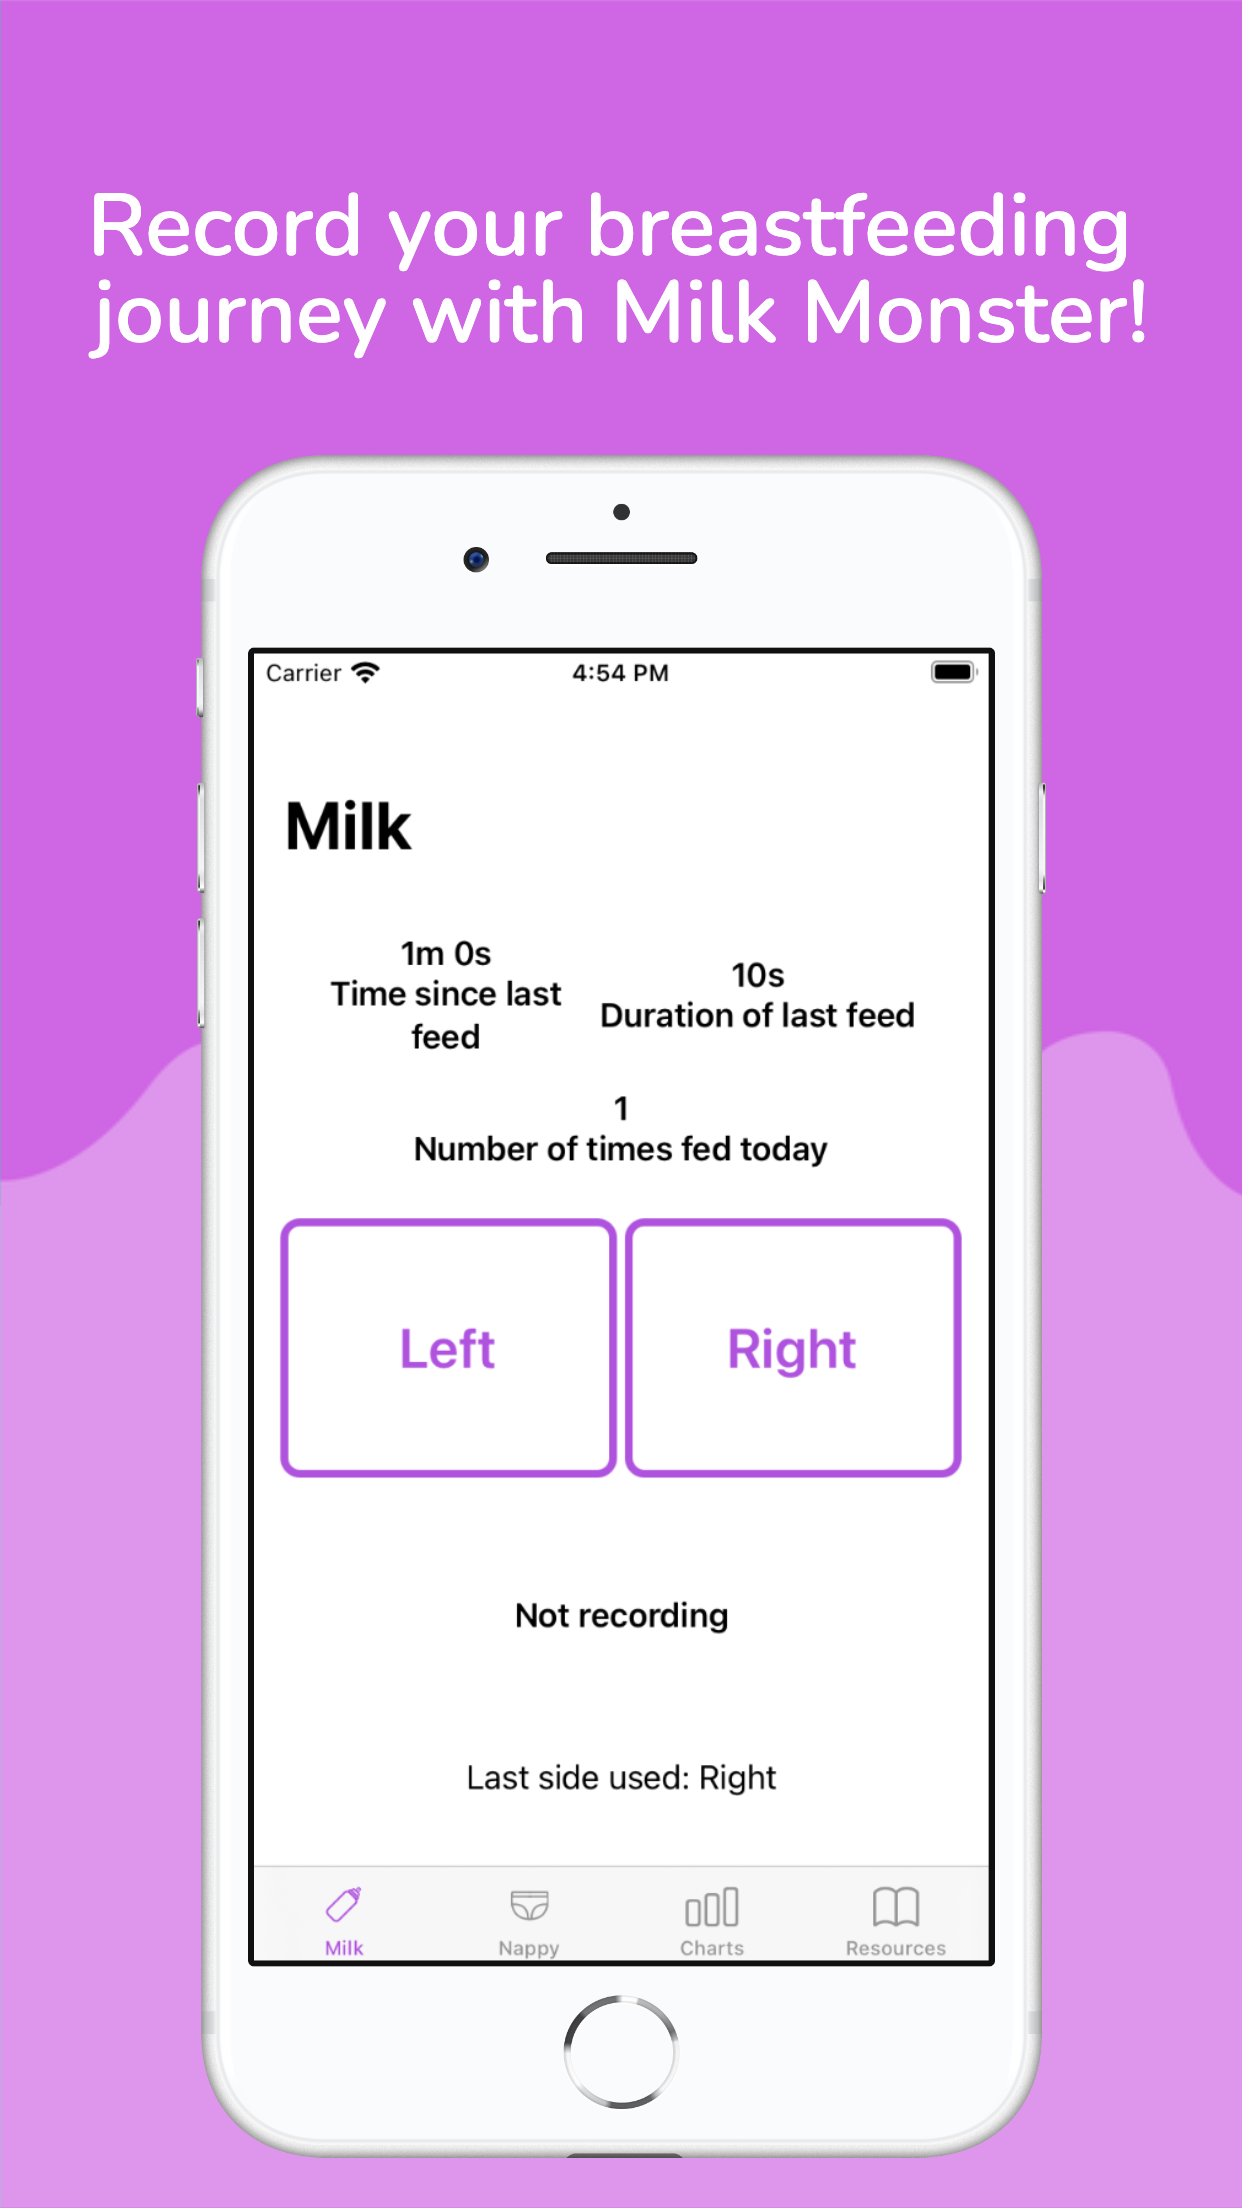 Record your breastfeeding
journey with Milk Monster!
Carrier
4:54 PM
Milk
1m 0s
Time since last
feed
10s
Duration of last feed
1
Number of times fed today
Left
Right
Not recording
Last side used: Right
Milk
Nappy
Charts
Resources